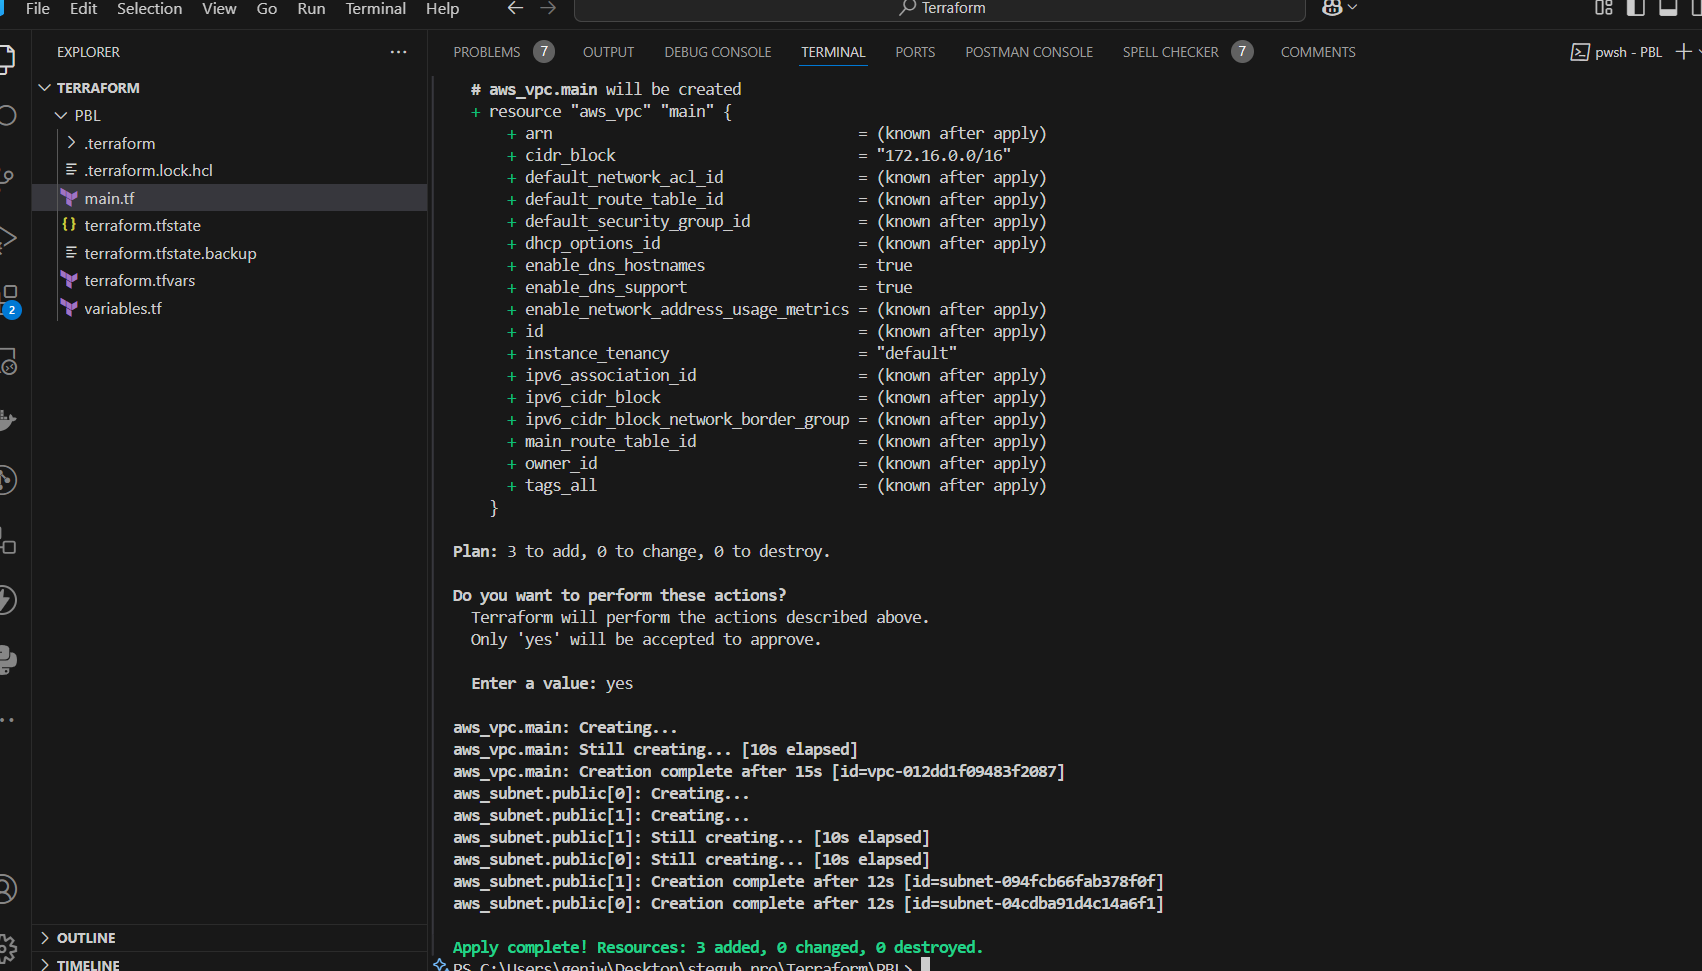 File Edit Selection View Go Run Terminal Help
Terraform
EXPLORER
TERRAFORM
PBL
.terraform
.terraform.lock.hcl
main.tf
{} terraform.tfstate
terraform.tfstate.backup
terraform.tfvars
variables.tf
2
OUTLINE
TIMELINE
PROBLEMS 7 OUTPUT DEBUG CONSOLE TERMINAL PORTS POSTMAN CONSOLE SPELL CHECKER 7 COMMENTS
pwsh - PBL
# aws_vpc.main will be created
+ resource "aws_vpc" "main" {
+ arn = (known after apply)
+ cidr_block = "172.16.0.0/16"
+ default_network_acl_id = (known after apply)
+ default_route_table_id = (known after apply)
+ default_security_group_id = (known after apply)
+ dhcp_options_id = (known after apply)
+ enable_dns_hostnames = true
+ enable_dns_support = true
+ enable_network_address_usage_metrics = (known after apply)
+ id = (known after apply)
+ instance_tenancy = "default"
+ ipv6_association_id = (known after apply)
+ ipv6_cidr_block = (known after apply)
+ ipv6_cidr_block_network_border_group = (known after apply)
+ main_route_table_id = (known after apply)
+ owner_id = (known after apply)
+ tags_all = (known after apply)
}
Plan: 3 to add, 0 to change, 0 to destroy.
Do you want to perform these actions?
Terraform will perform the actions described above.
Only 'yes' will be accepted to approve.
Enter a value: yes
aws_vpc.main: Creating...
aws_vpc.main: Still creating... [10s elapsed]
aws_vpc.main: Creation complete after 15s [id=vpc-012dd1f09483f2087]
aws_subnet.public[0]: Creating...
aws_subnet.public[1]: Creating...
aws_subnet.public[1]: Still creating... [10s elapsed]
aws_subnet.public[0]: Still creating... [10s elapsed]
aws_subnet.public[1]: Creation complete after 12s [id=subnet-094fcb66fab378f0f]
aws_subnet.public[0]: Creation complete after 12s [id=subnet-04cdba91d4c14a6f1]
Apply complete! Resources: 3 added, 0 changed, 0 destroyed.
PS C:\Users\geniw\Desktop\stegub_pro\Terraform\PBL>